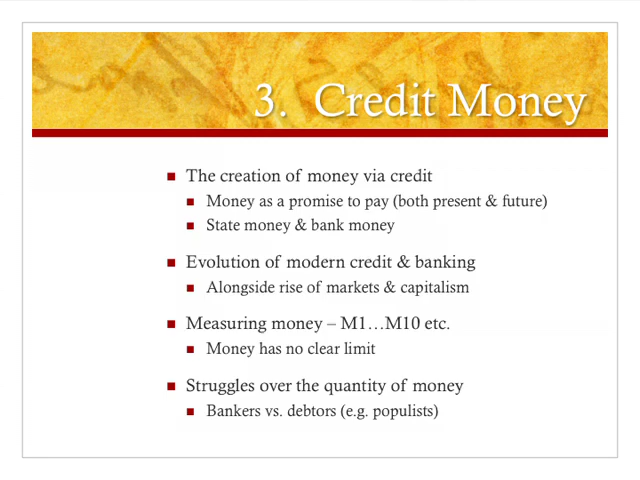 3. Credit Money
The creation of money via credit
Money as a promise to pay (both present & future)
State money & bank money
Evolution of modern credit & banking
Alongside rise of markets & capitalism
Measuring money – M1…M10 etc.
Money has no clear limit
Struggles over the quantity of money
Bankers vs. debtors (e.g. populists)